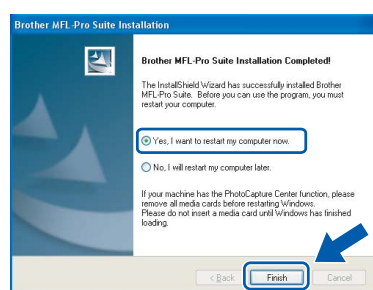 Brother MFL-Pro Suite Installation
Brother MFL-Pro Suite Installation Completed!
The InstallShield Wizard has successfully installed Brother
MFL-Pro Suite.  Before you can use the program, you must
restart your computer.
Yes, I want to restart my computer now.
No, I will restart my computer later.
If your machine has the PhotoCapture Center function, please
remove all media cards before restarting Windows.
Please do not insert a media card until Windows has finished
loading.
< Back Finish Cancel